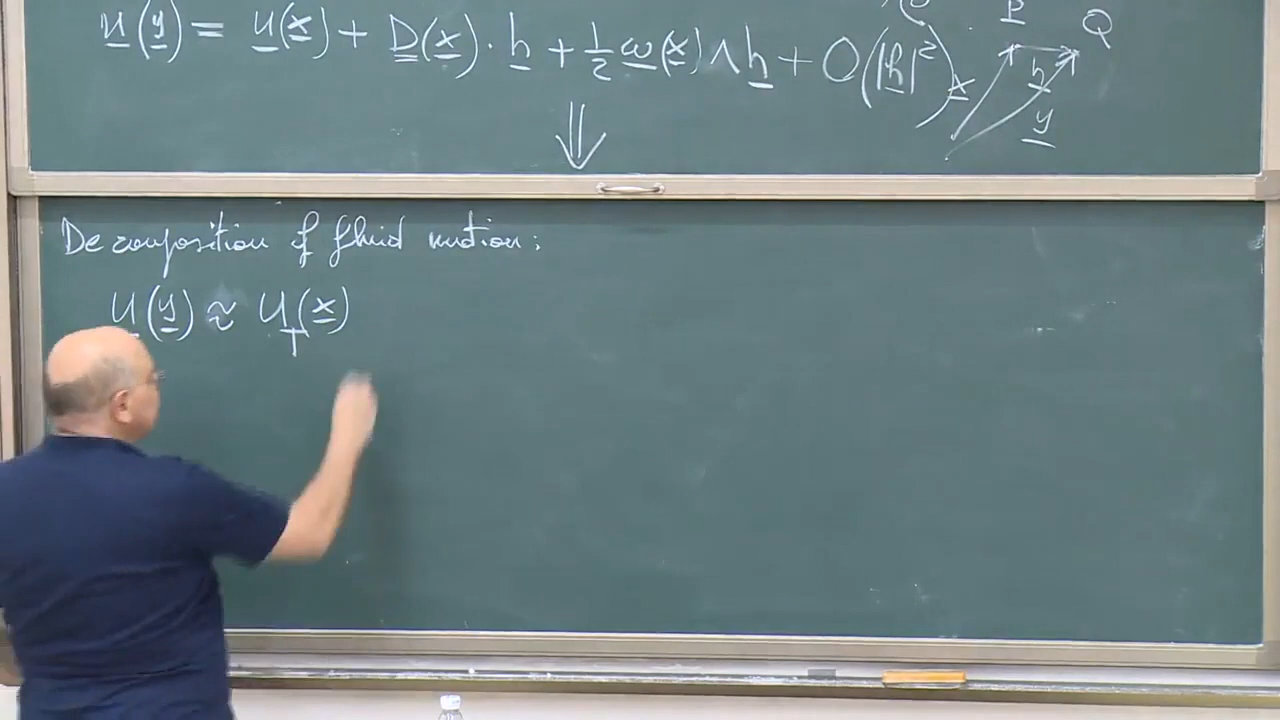 u(y) = u(x) + D(x) · h + 1/2 ω(x) ∧ h + O(|h|²)
P
Q
h
x
y
⇓
Decomposition of fluid motion:
u(y) ≈ u_T(x)